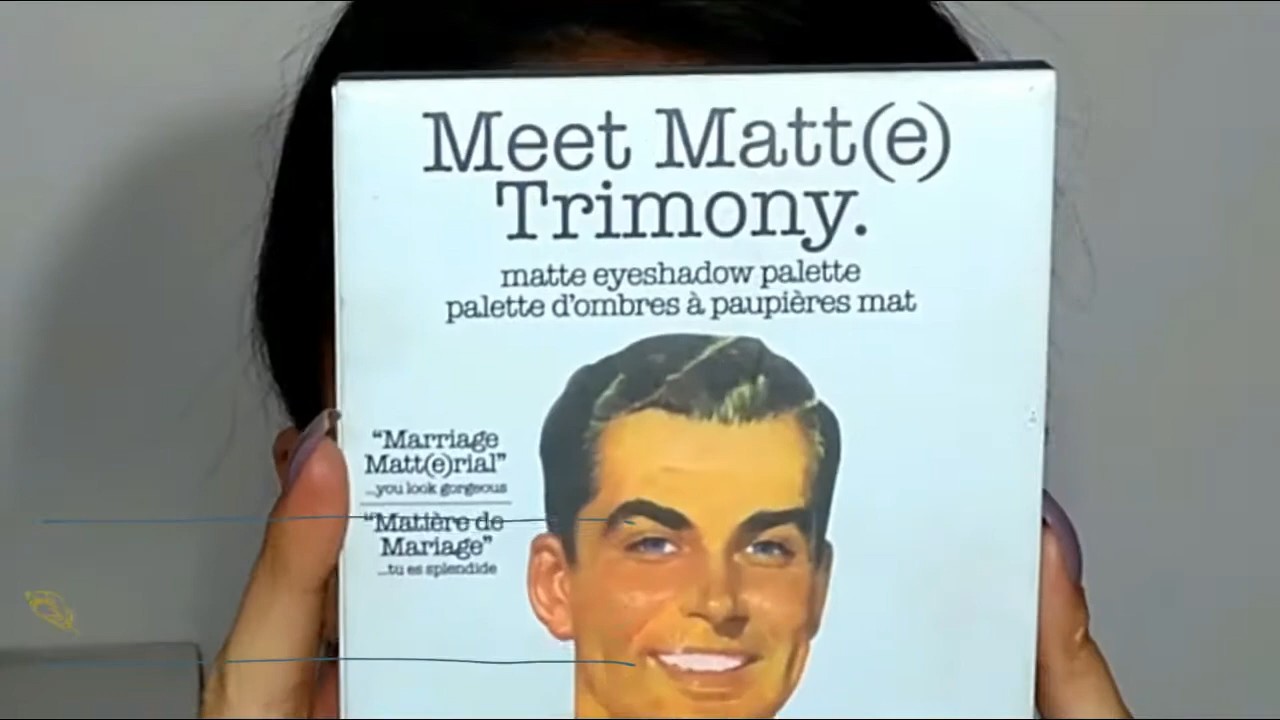 Meet Matt(e)
Trimony.
matte eyeshadow palette
palette d'ombres à paupières mat
“Marriage
Matt(e)rial”
...you look gorgeous
“Matière de
Mariage”
...tu es splendide